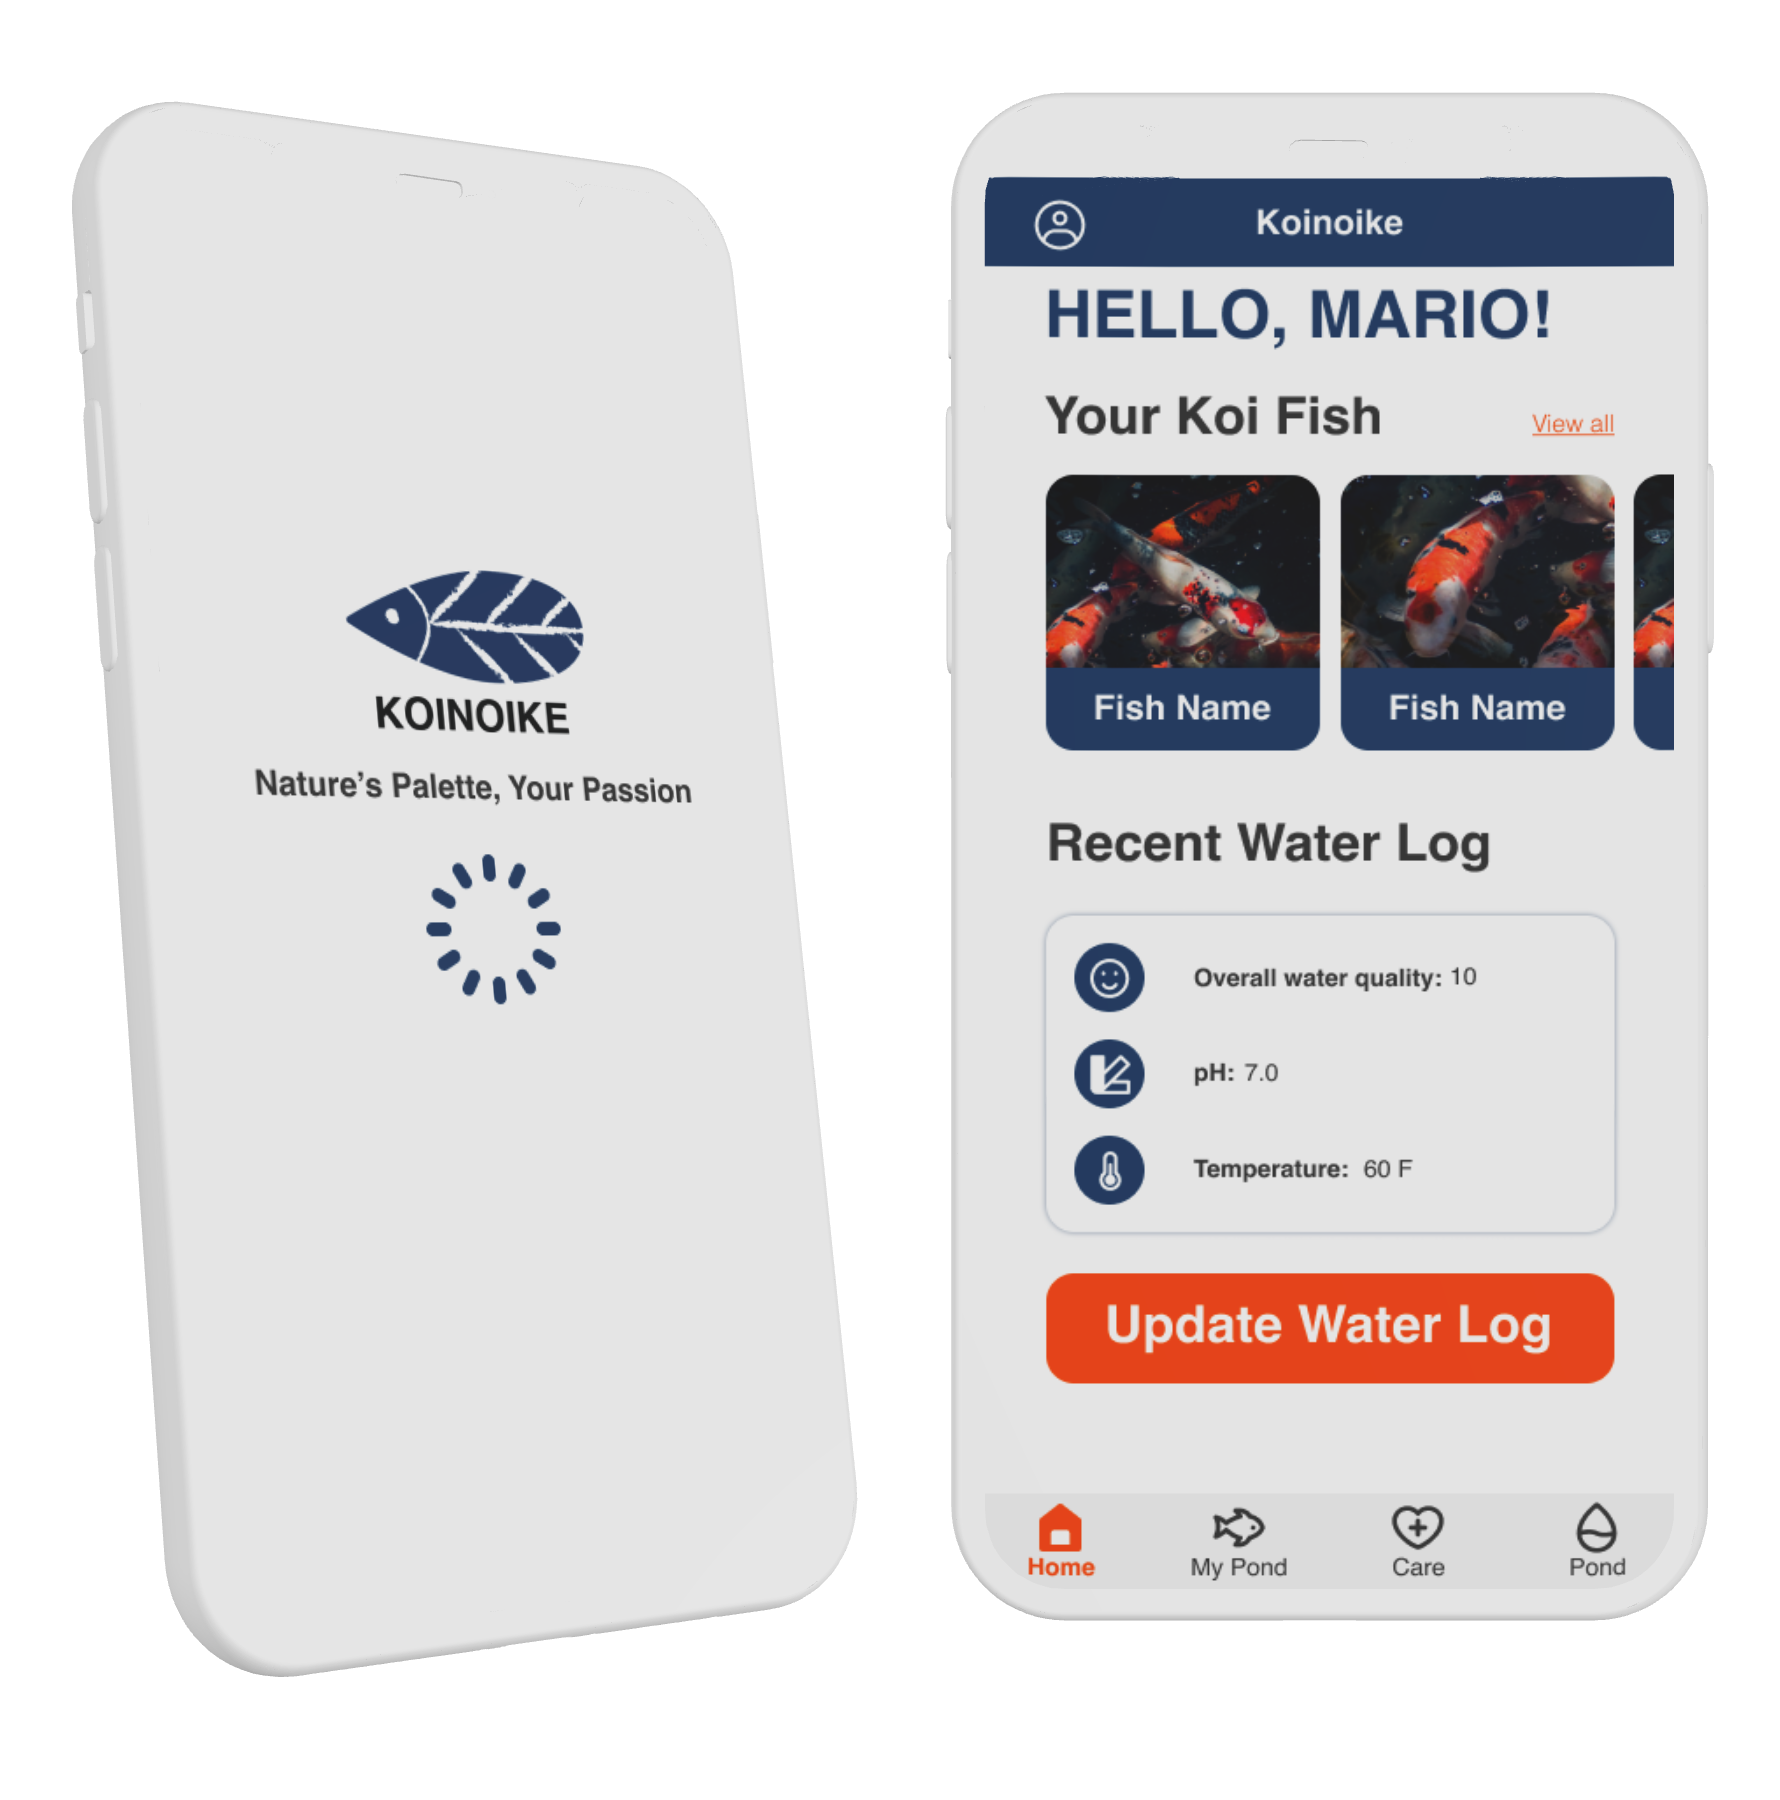 KOINOIKE
Nature's Palette, Your Passion
Koinoike
HELLO, MARIO!
Your Koi Fish
View all
Fish Name
Fish Name
Recent Water Log
Overall water quality: 10
pH: 7.0
Temperature: 60 F
Update Water Log
Home
My Pond
Care
Pond